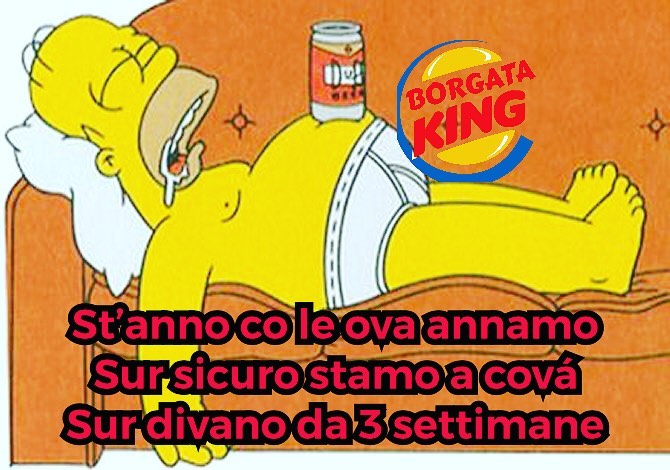 BORGATA
KING
St'anno co le ova annamo
Sur sicuro stamo a cová
Sur divano da 3 settimane